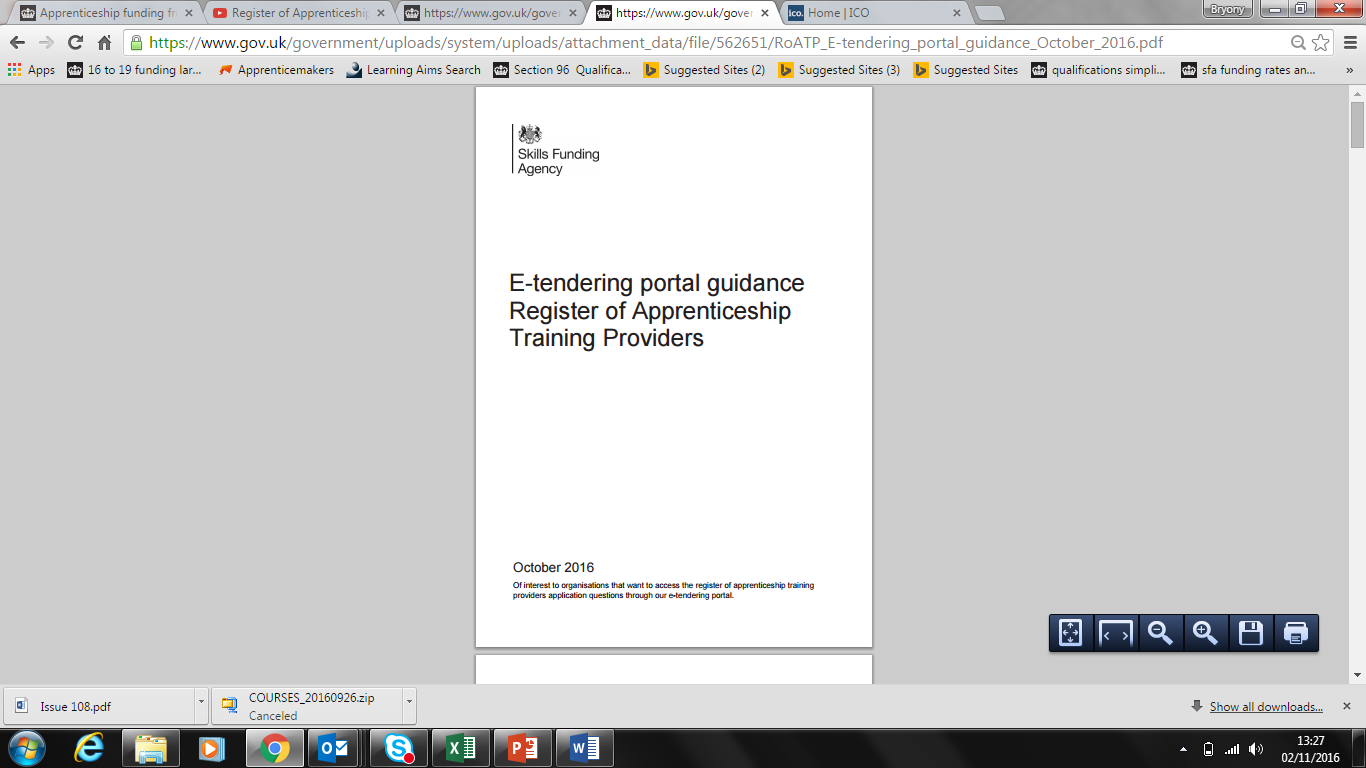 Apprenticeship funding fr
Register of Apprenticeship
https://www.gov.uk/gover
https://www.gov.uk/gover
ico. Home | ICO
Bryony
https://www.gov.uk/government/uploads/system/uploads/attachment_data/file/562651/RoATP_E-tendering_portal_guidance_October_2016.pdf
Apps 16 to 19 funding lar... Apprenticemakers Learning Aims Search Section 96 Qualifica... Suggested Sites (2) Suggested Sites (3) Suggested Sites qualifications simpli... sfa funding rates an... »
Skills Funding
Agency
E-tendering portal guidance
Register of Apprenticeship
Training Providers
October 2016
Of interest to organisations that want to access the register of apprenticeship training
providers application questions through our e-tendering portal.
Issue 108.pdf
COURSES_20160926.zip
Canceled
Show all downloads...
13:27
02/11/2016